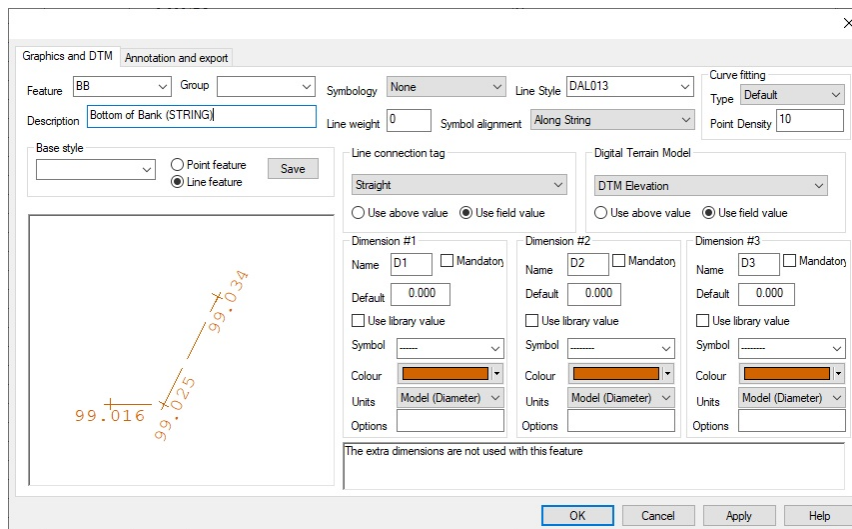 Graphics and DTM
Annotation and export
Feature BB Group Symbology None Line Style DAL013
Description Bottom of Bank (STRING) Line weight 0 Symbol alignment Along String
Curve fitting
Type Default
Point Density 10
Base style
Point feature
Line feature
Save
Line connection tag
Straight
Use above value Use field value
Digital Terrain Model
DTM Elevation
Use above value Use field value
99.034
99.025
99.016
Dimension #1
Name D1 Mandatory
Default 0.000
Use library value
Symbol ------
Colour
Units Model (Diameter)
Options
Dimension #2
Name D2 Mandatory
Default 0.000
Use library value
Symbol --------
Colour
Units Model (Diameter)
Options
Dimension #3
Name D3 Mandatory
Default 0.000
Use library value
Symbol --------
Colour
Units Model (Diameter)
Options
The extra dimensions are not used with this feature
OK Cancel Apply Help